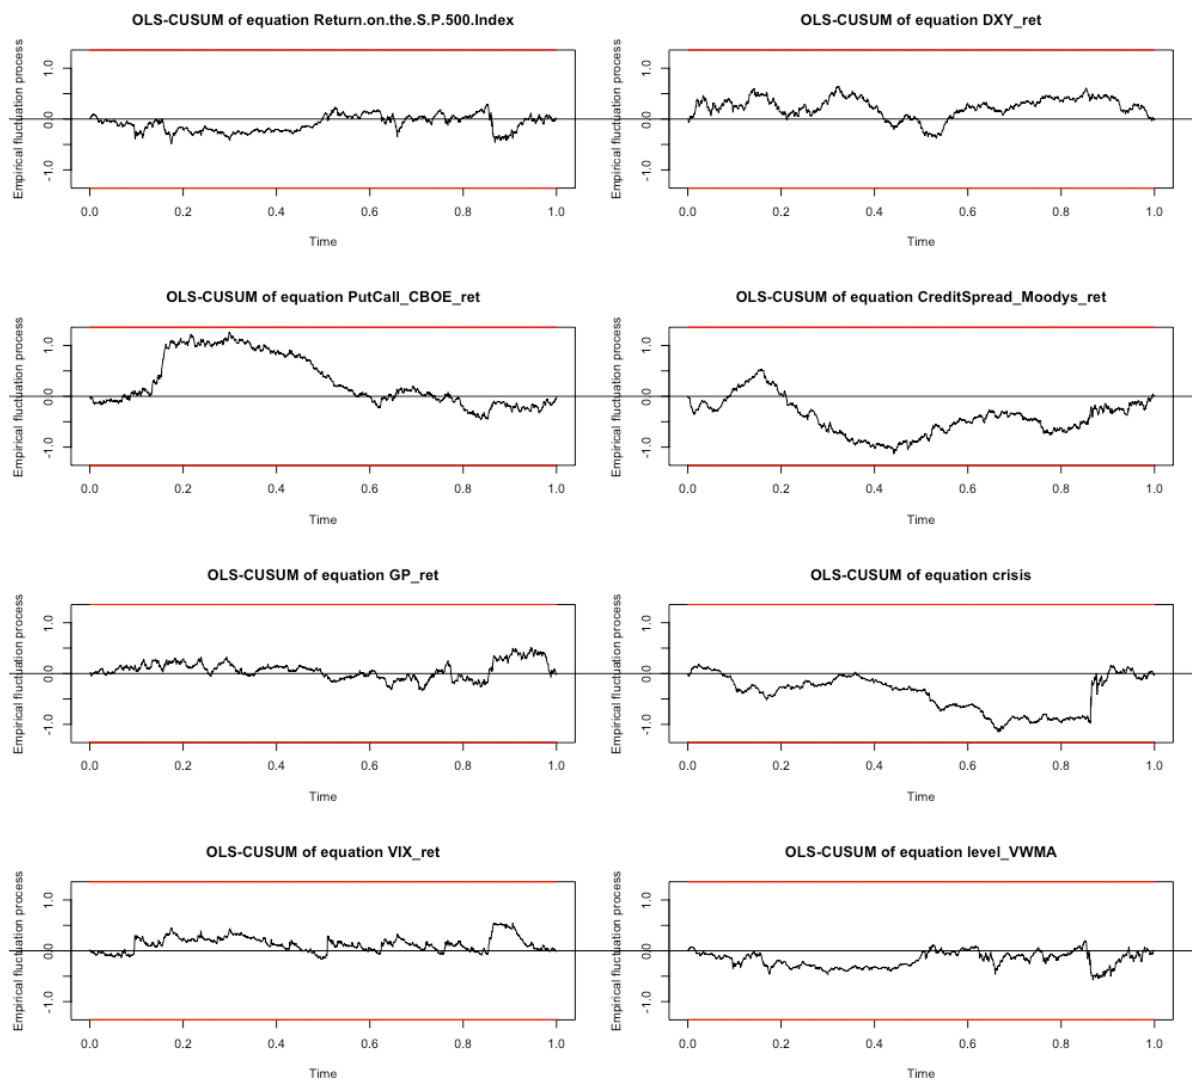 OLS-CUSUM of equation Return.on.the.S.P.500.Index
Empirical fluctuation process
1.0
0.0
-1.0
0.0 0.2 0.4 0.6 0.8 1.0
Time
OLS-CUSUM of equation DXY_ret
Empirical fluctuation process
1.0
0.0
-1.0
0.0 0.2 0.4 0.6 0.8 1.0
Time
OLS-CUSUM of equation PutCall_CBOE_ret
Empirical fluctuation process
1.0
0.0
-1.0
0.0 0.2 0.4 0.6 0.8 1.0
Time
OLS-CUSUM of equation CreditSpread_Moodys_ret
Empirical fluctuation process
1.0
0.0
-1.0
0.0 0.2 0.4 0.6 0.8 1.0
Time
OLS-CUSUM of equation GP_ret
Empirical fluctuation process
1.0
0.0
-1.0
0.0 0.2 0.4 0.6 0.8 1.0
Time
OLS-CUSUM of equation crisis
Empirical fluctuation process
1.0
0.0
-1.0
0.0 0.2 0.4 0.6 0.8 1.0
Time
OLS-CUSUM of equation VIX_ret
Empirical fluctuation process
1.0
0.0
-1.0
0.0 0.2 0.4 0.6 0.8 1.0
Time
OLS-CUSUM of equation level_VWMA
Empirical fluctuation process
1.0
0.0
-1.0
0.0 0.2 0.4 0.6 0.8 1.0
Time